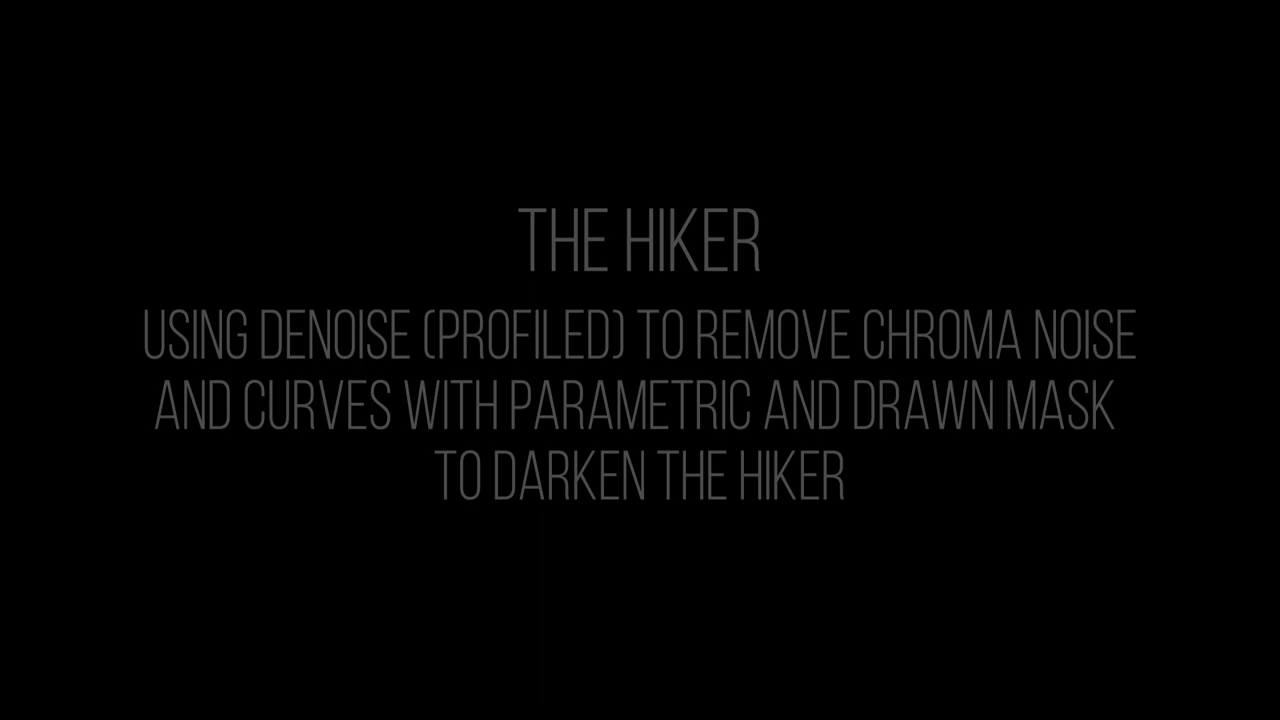 THE HIKER
USING DENOISE (PROFILED) TO REMOVE CHROMA NOISE
AND CURVES WITH PARAMETRIC AND DRAWN MASK
TO DARKEN THE HIKER